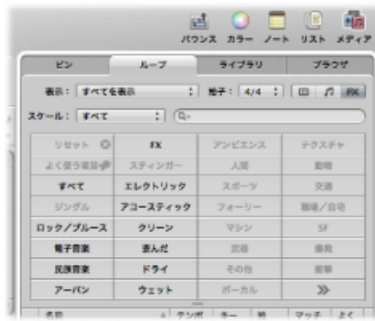 バウンス カラー ノート リスト メディア
ビン ループ ライブラリ ブラウザ
表示： すべてを表示 拍子： 4/4 FX
スケール： すべて
リセット FX アンビエンス テクスチャ
よく使う項目 スティンガー 人間 動物
すべて エレクトリック スポーツ 交通
ジングル アコースティック フォーリー 職場／自宅
ロック／ブルース クリーン マシン SF
電子音楽 歪んだ 武器 爆発
民族音楽 ドライ その他 衝撃
アーバン ウェット ボーカル
名前 テンポ キー 拍 マッチ よく